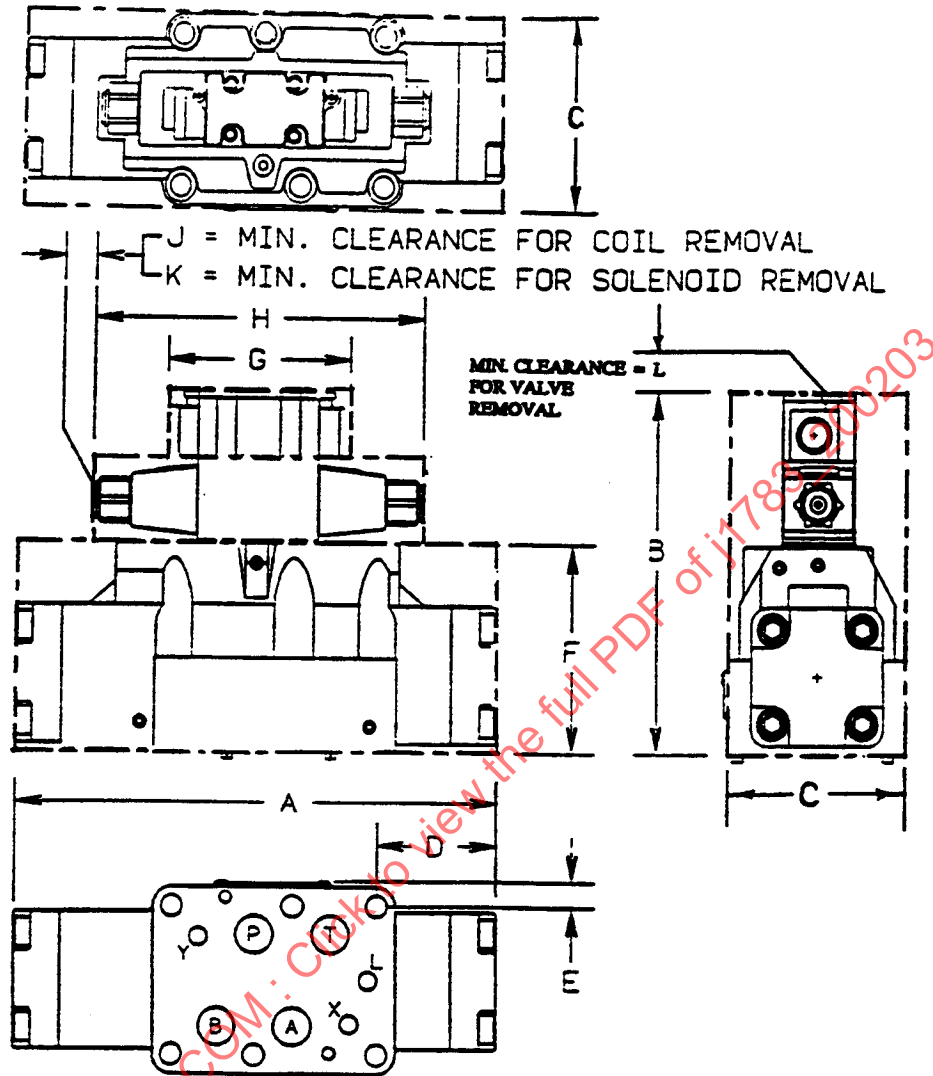 C
J = MIN. CLEARANCE FOR COIL REMOVAL
K = MIN. CLEARANCE FOR SOLENOID REMOVAL
H
G
MIN. CLEARANCE = L
FOR VALVE
REMOVAL
B
F
C
A
D
E
P
T
Y
L
X
B
A
COM : Click to view the full PDF of j1783_200203